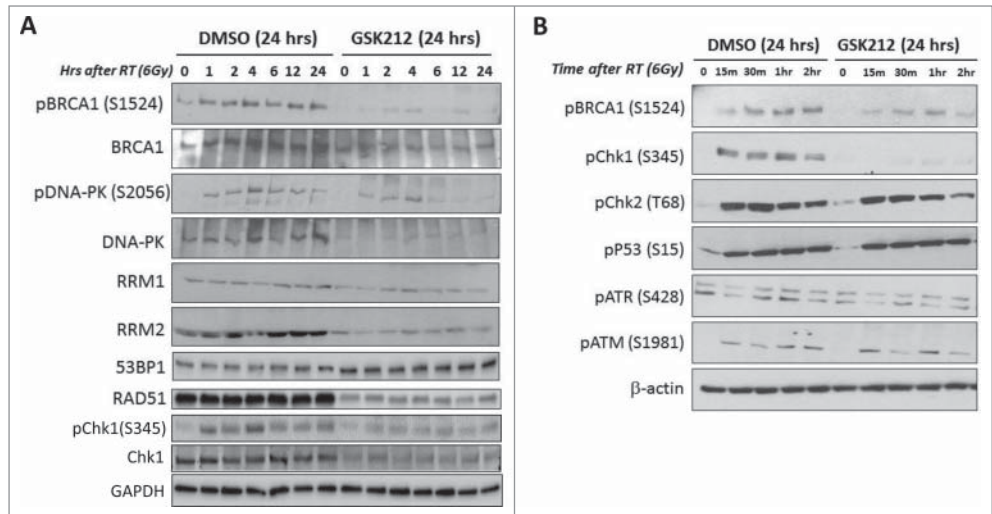 A
DMSO (24 hrs) GSK212 (24 hrs)
Hrs after RT (6Gy) 0 1 2 4 6 12 24 0 1 2 4 6 12 24
pBRCA1 (S1524)
BRCA1
pDNA-PK (S2056)
DNA-PK
RRM1
RRM2
53BP1
RAD51
pChk1(S345)
Chk1
GAPDH
B
DMSO (24 hrs) GSK212 (24 hrs)
Time after RT (6Gy) 0 15m 30m 1hr 2hr 0 15m 30m 1hr 2hr
pBRCA1 (S1524)
pChk1 (S345)
pChk2 (T68)
pP53 (S15)
pATR (S428)
pATM (S1981)
β-actin